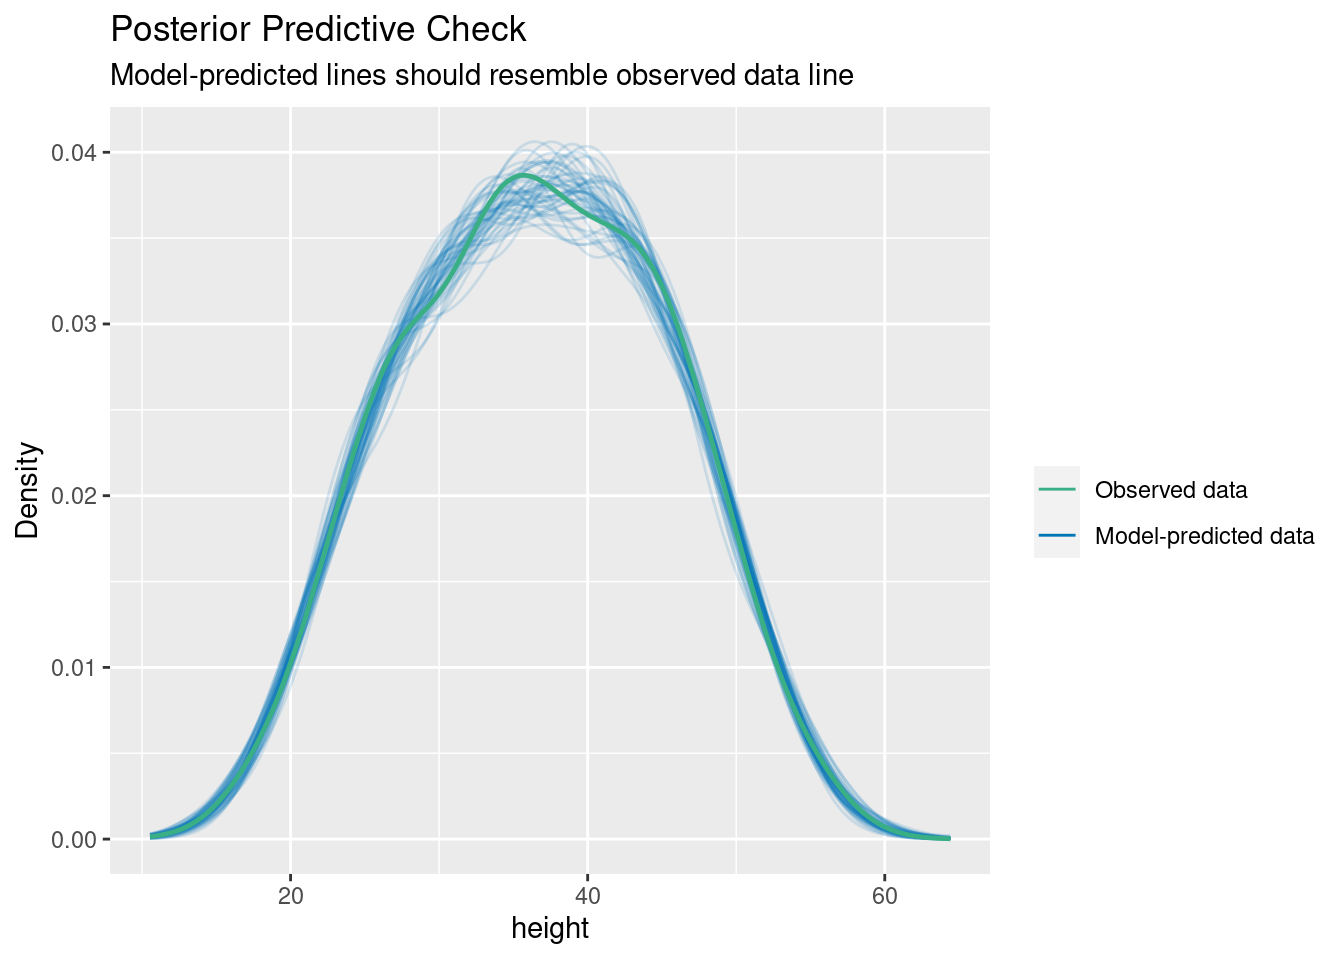 Posterior Predictive Check
Model-predicted lines should resemble observed data line
0.04
0.03
0.02
0.01
0.00
Density
20
40
60
height
Observed data
Model-predicted data